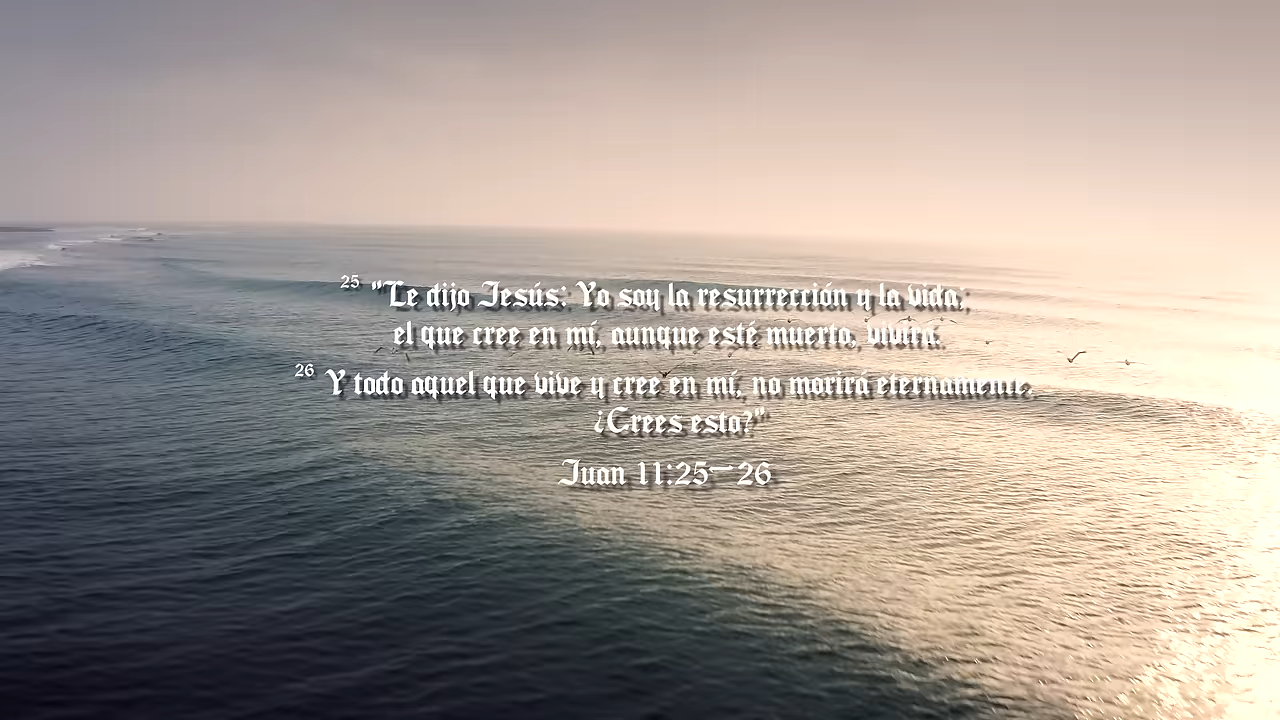 25 "Le dijo Jesús: Yo soy la resurrección y la vida;
el que cree en mí, aunque esté muerto, vivirá.
26 Y todo aquel que vive y cree en mí, no morirá eternamente.
¿Crees esto?"
Juan 11:25–26